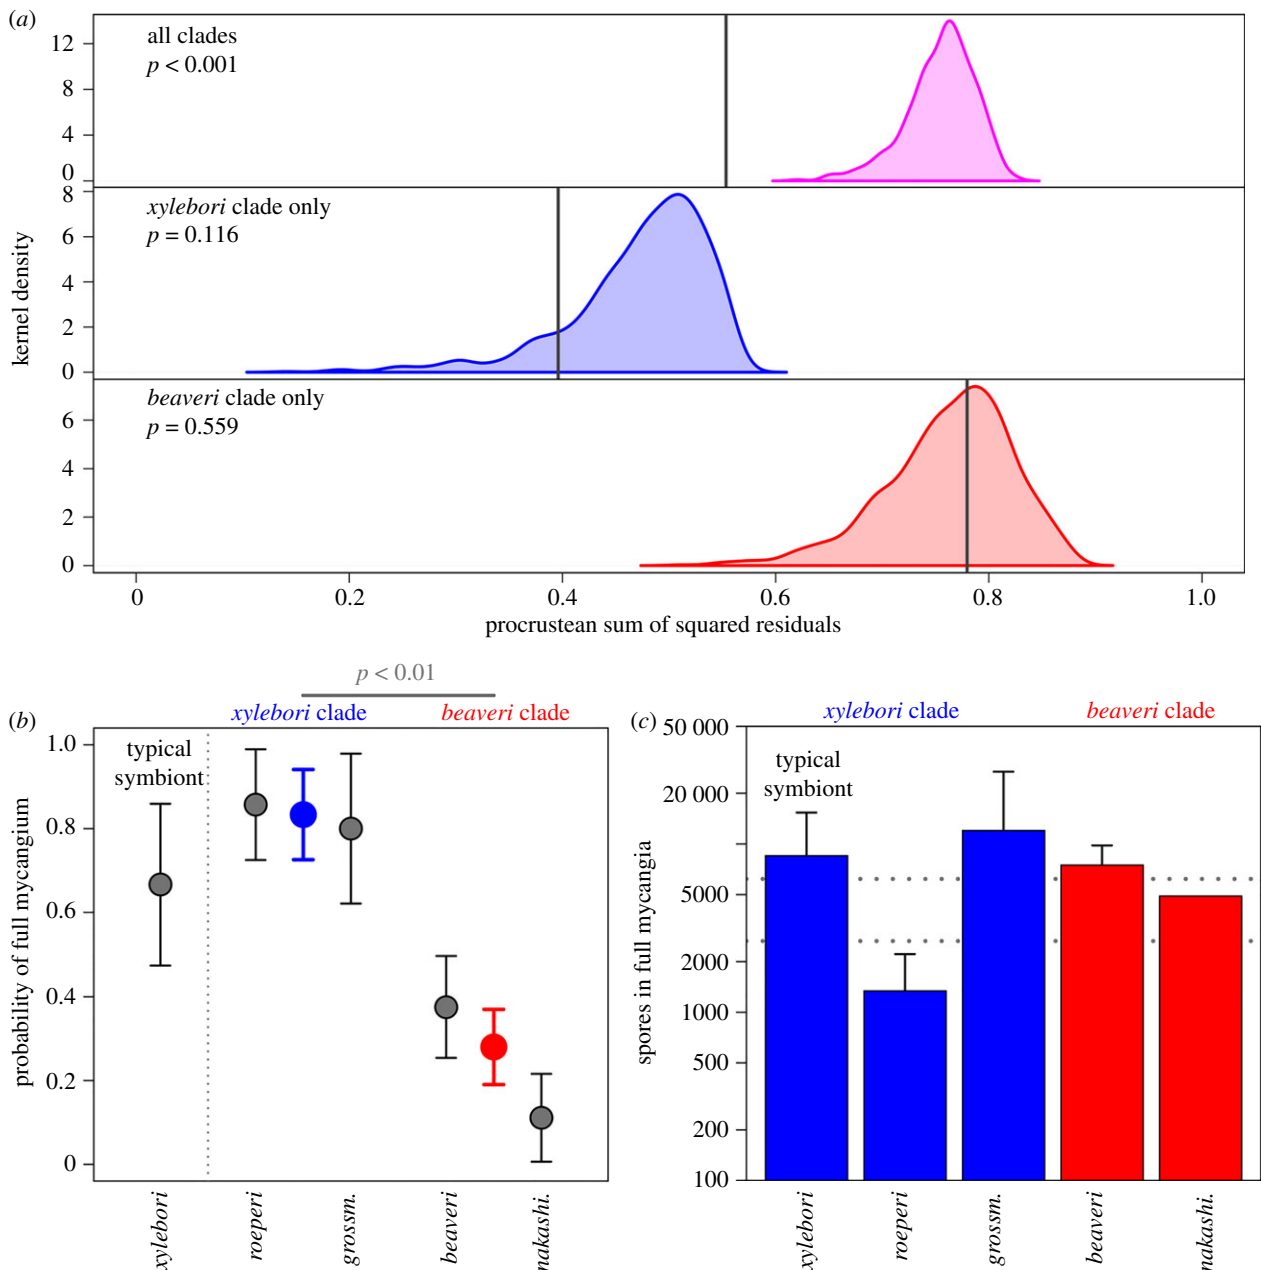 (a)
all clades
p < 0.001
12
8
4
0
xylebori clade only
p = 0.116
8
6
4
2
0
beaveri clade only
p = 0.559
6
4
2
0
kernel density
0 0.2 0.4 0.6 0.8 1.0
procrustean sum of squared residuals
p < 0.01
(b)
xylebori clade beaveri clade
typical
symbiont
1.0
0.8
0.6
0.4
0.2
0
probability of full mycangium
xylebori
roeperi
grossm.
beaveri
nakashi.
(c)
xylebori clade beaveri clade
typical
symbiont
50 000
20 000
5000
2000
1000
500
200
100
spores in full mycangia
xylebori
roeperi
grossm.
beaveri
nakashi.